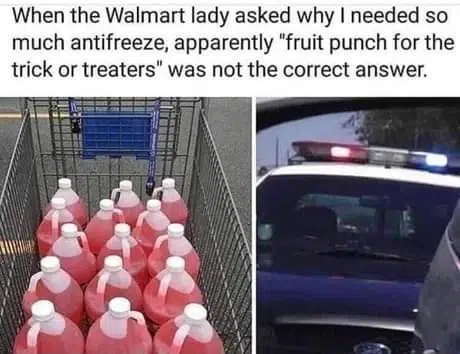 When the Walmart lady asked why I needed so
much antifreeze, apparently "fruit punch for the
trick or treaters" was not the correct answer.